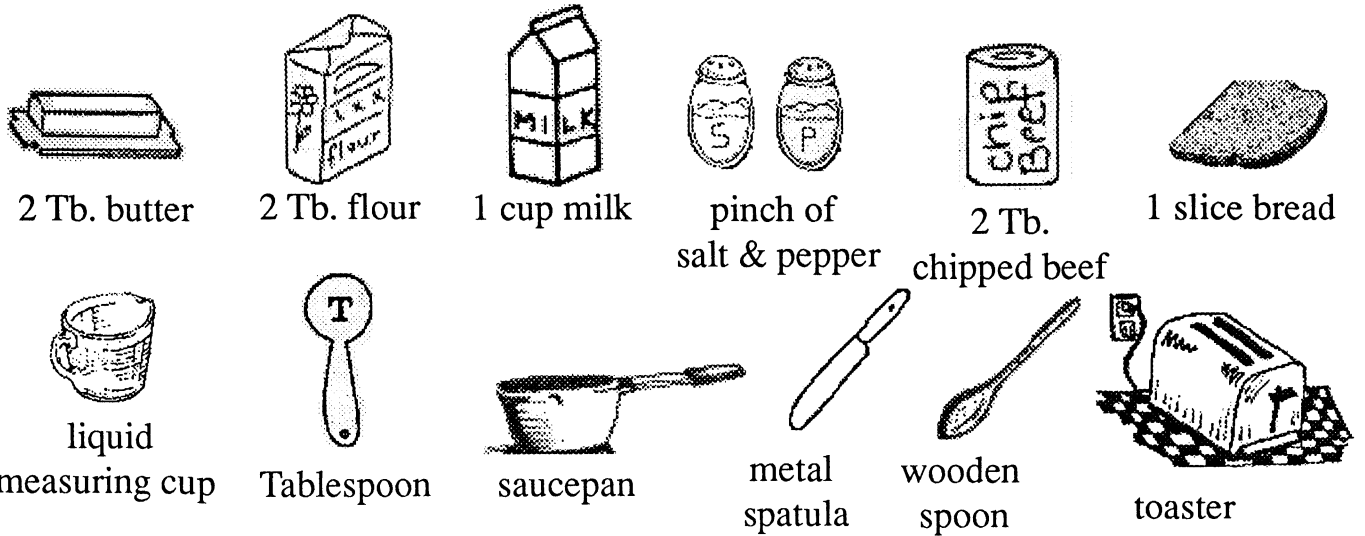 flour
MILK
S
P
chip
Beef
2 Tb. butter
2 Tb. flour
1 cup milk
pinch of
salt & pepper
2 Tb.
chipped beef
1 slice bread
T
liquid
measuring cup
Tablespoon
saucepan
metal
spatula
wooden
spoon
toaster